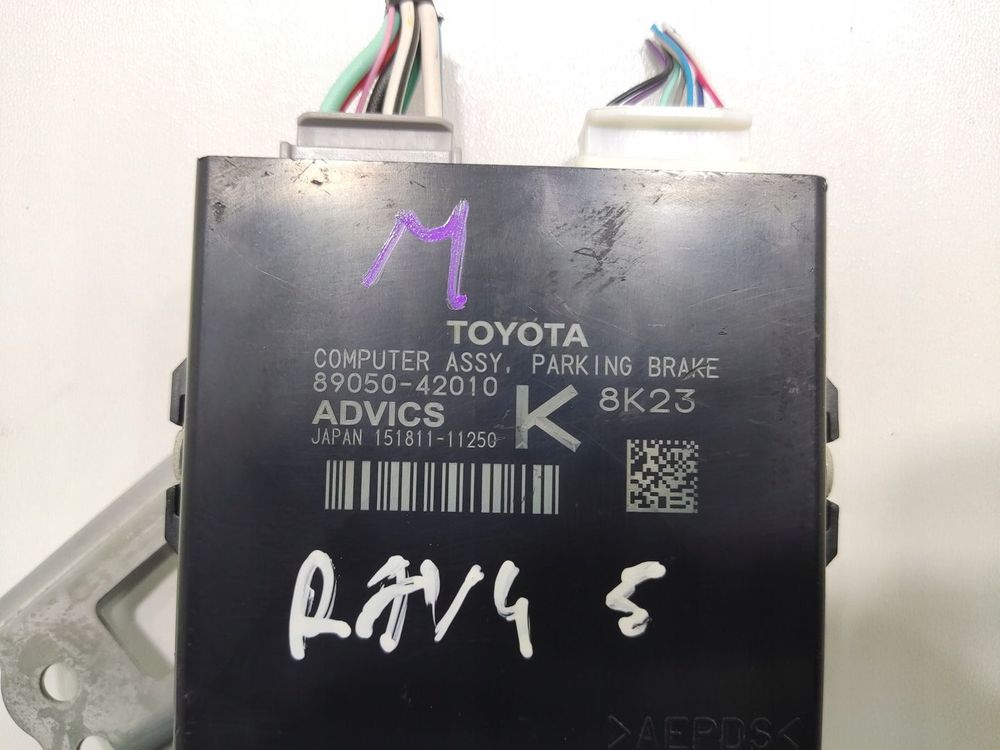 M
TOYOTA
COMPUTER ASSY, PARKING BRAKE
89050-42010
K 8K23
ADVICS
JAPAN 151811-11250
RAV4 5
>AEPDS<